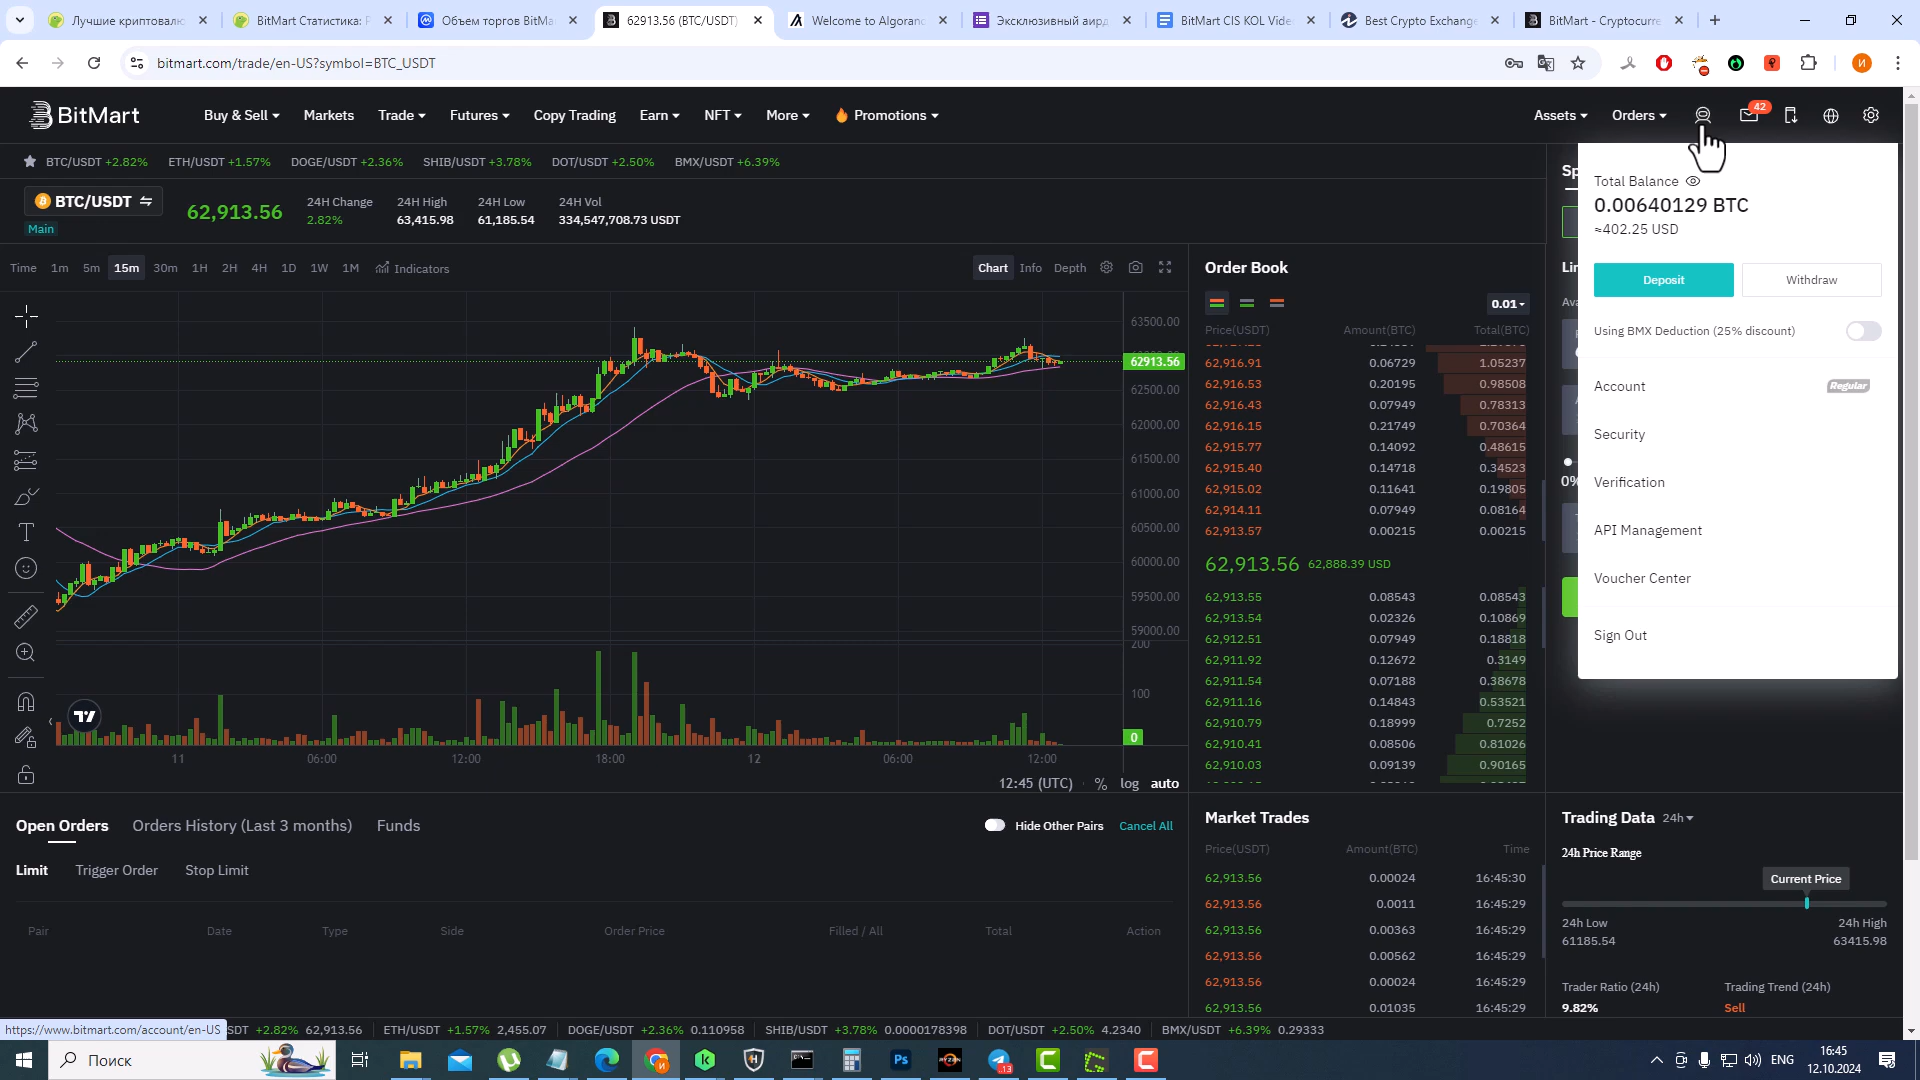 Лучшие криптовалю
BitMart Статистика: F
Объем торгов BitMa
62913.56 (BTC/USDT)
Welcome to Algoran
Эксклюзивный аирд
BitMart CIS KOL Vide
Best Crypto Exchange
BitMart - Cryptocurre
bitmart.com/trade/en-US?symbol=BTC_USDT
BitMart
Buy & Sell
Markets
Trade
Futures
Copy Trading
Earn
NFT
More
Promotions
Assets
Orders
42
BTC/USDT +2.82%
ETH/USDT +1.57%
DOGE/USDT +2.36%
SHIB/USDT +3.78%
DOT/USDT +2.50%
BMX/USDT +6.39%
BTC/USDT
Main
62,913.56
24H Change
2.82%
24H High
63,415.98
24H Low
61,185.54
24H Vol
334,547,708.73 USDT
Time 1m 5m 15m 30m 1H 2H 4H 1D 1W 1M Indicators
Chart Info Depth
63500.00
62913.56
62500.00
62000.00
61500.00
61000.00
60500.00
60000.00
59500.00
59000.00
200
100
0
11 06:00 12:00 18:00 12 06:00 12:00
12:45 (UTC) % log auto
Order Book
0.01
Price(USDT) Amount(BTC) Total(BTC)
62,916.91 0.06729 1.05237
62,916.53 0.20195 0.98508
62,916.43 0.07949 0.78313
62,916.15 0.21749 0.70364
62,915.77 0.14092 0.48615
62,915.40 0.14718 0.34523
62,915.02 0.11641 0.19805
62,914.11 0.07949 0.08164
62,913.57 0.00215 0.00215
62,913.56 62,888.39 USD
62,913.55 0.08543 0.08543
62,913.54 0.02326 0.10869
62,912.51 0.07949 0.18818
62,911.92 0.12672 0.3149
62,911.54 0.07188 0.38678
62,911.16 0.14843 0.53521
62,910.79 0.18999 0.7252
62,910.41 0.08506 0.81026
62,910.03 0.09139 0.90165
Sp
Lir
Ava
0%
Total Balance
0.00640129 BTC
≈402.25 USD
Deposit
Withdraw
Using BMX Deduction (25% discount)
Account
Regular
Security
Verification
API Management
Voucher Center
Sign Out
Open Orders
Orders History (Last 3 months)
Funds
Hide Other Pairs
Cancel All
Limit
Trigger Order
Stop Limit
Pair Date Type Side Order Price Filled / All Total Action
Market Trades
Price(USDT) Amount(BTC) Time
62,913.56 0.00024 16:45:30
62,913.56 0.0011 16:45:29
62,913.56 0.00363 16:45:29
62,913.56 0.00562 16:45:29
62,913.56 0.00024 16:45:29
62,913.56 0.01035 16:45:29
Trading Data 24h
24h Price Range
Current Price
24h Low
61185.54
24h High
63415.98
Trader Ratio (24h)
9.82%
Trading Trend (24h)
Sell
https://www.bitmart.com/account/en-US
SDT +2.82% 62,913.56
ETH/USDT +1.57% 2,455.07
DOGE/USDT +2.36% 0.110958
SHIB/USDT +3.78% 0.0000178398
DOT/USDT +2.50% 4.2340
BMX/USDT +6.39% 0.29333
Поиск
Ps
RYZEN
13
ENG
16:45
12.10.2024